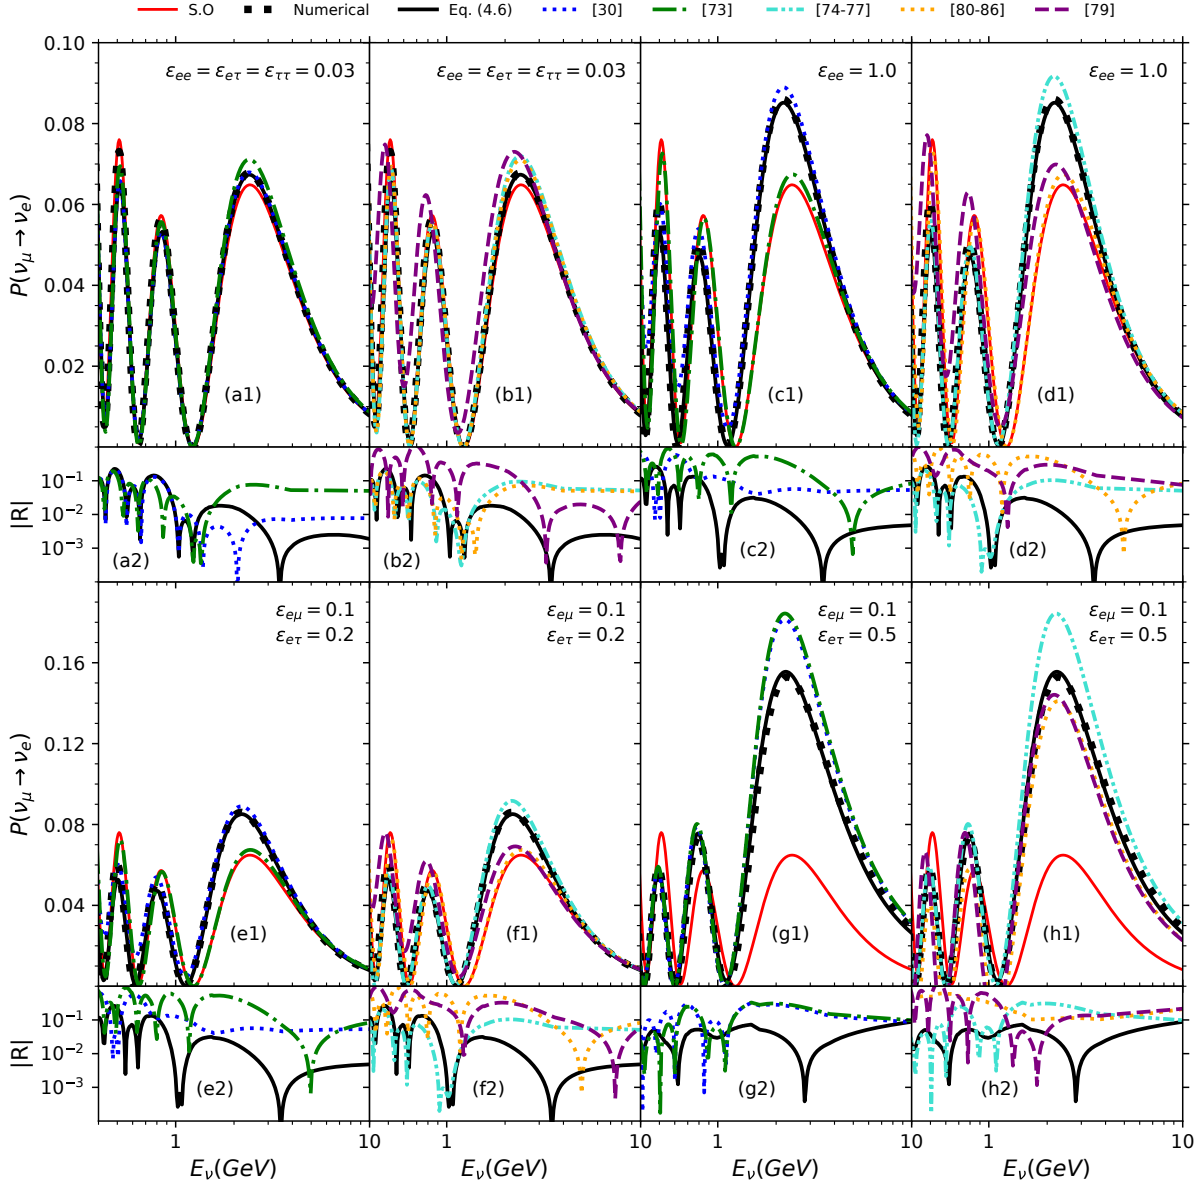 S.O Numerical Eq. (4.6) [30] [73] [74-77] [80-86] [79]
P(ν_μ → ν_e)
0.10
0.08
0.06
0.04
0.02
ε_ee = ε_eτ = ε_ττ = 0.03
(a1)
ε_ee = ε_eτ = ε_ττ = 0.03
(b1)
ε_ee = 1.0
(c1)
ε_ee = 1.0
(d1)
|R|
10⁻¹
10⁻²
10⁻³
(a2)
(b2)
(c2)
(d2)
P(ν_μ → ν_e)
0.16
0.12
0.08
0.04
ε_eμ = 0.1
ε_eτ = 0.2
(e1)
ε_eμ = 0.1
ε_eτ = 0.2
(f1)
ε_eμ = 0.1
ε_eτ = 0.5
(g1)
ε_eμ = 0.1
ε_eτ = 0.5
(h1)
|R|
10⁻¹
10⁻²
10⁻³
(e2)
(f2)
(g2)
(h2)
1 10 1 10 1 10 1 10
E_ν(GeV) E_ν(GeV) E_ν(GeV) E_ν(GeV)